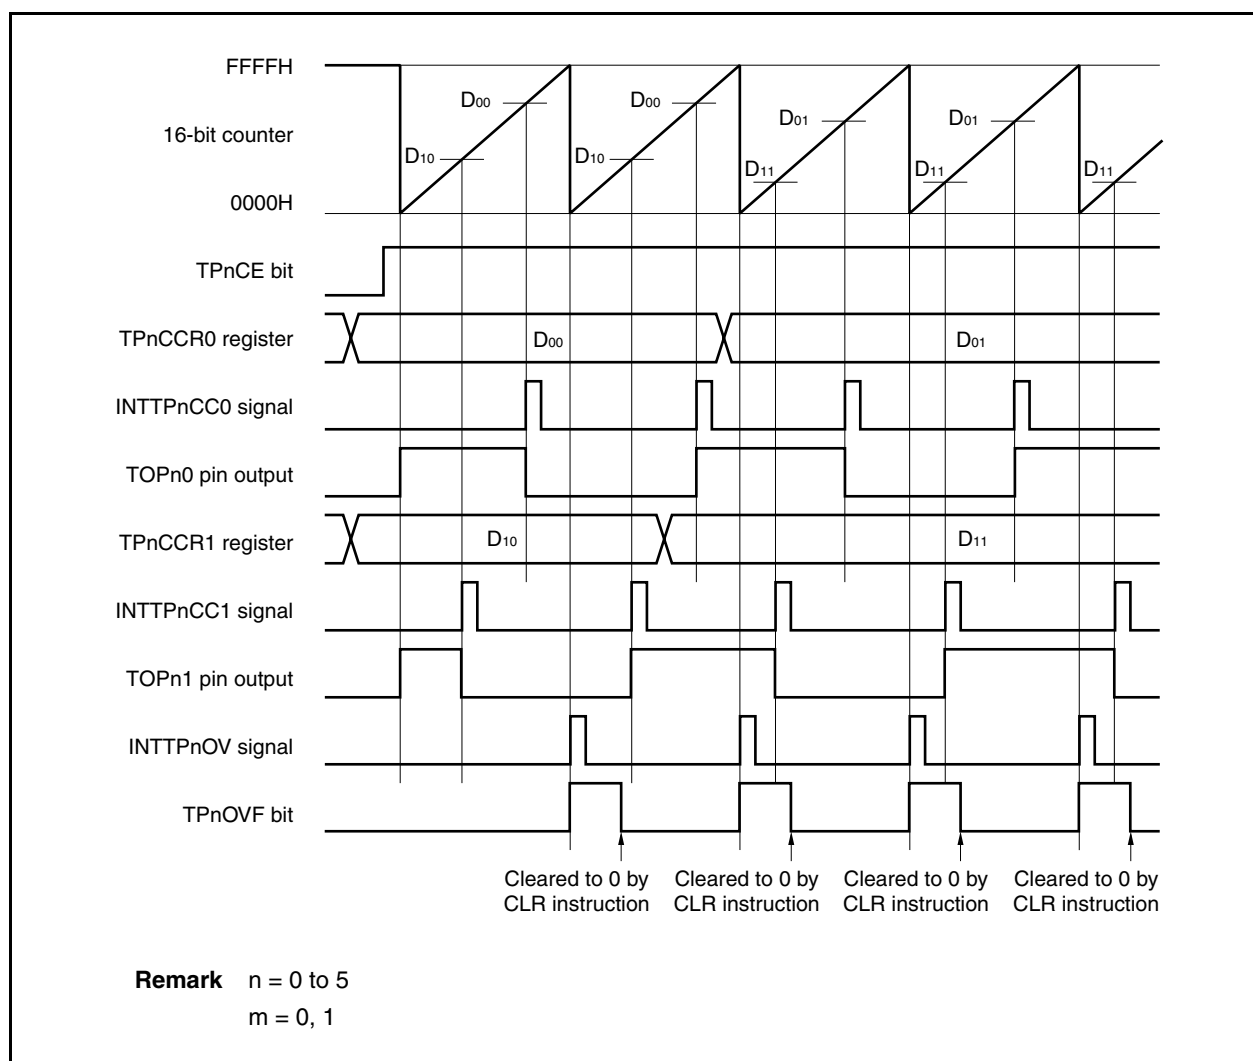 FFFFH
D00
D00
D01
D01
16-bit counter
D10
D10
D11
D11
D11
0000H
TPnCE bit
TPnCCR0 register
D00
D01
INTTPnCC0 signal
TOPn0 pin output
TPnCCR1 register
D10
D11
INTTPnCC1 signal
TOPn1 pin output
INTTPnOV signal
TPnOVF bit
Cleared to 0 by
CLR instruction
Cleared to 0 by
CLR instruction
Cleared to 0 by
CLR instruction
Cleared to 0 by
CLR instruction
Remark n = 0 to 5
m = 0, 1